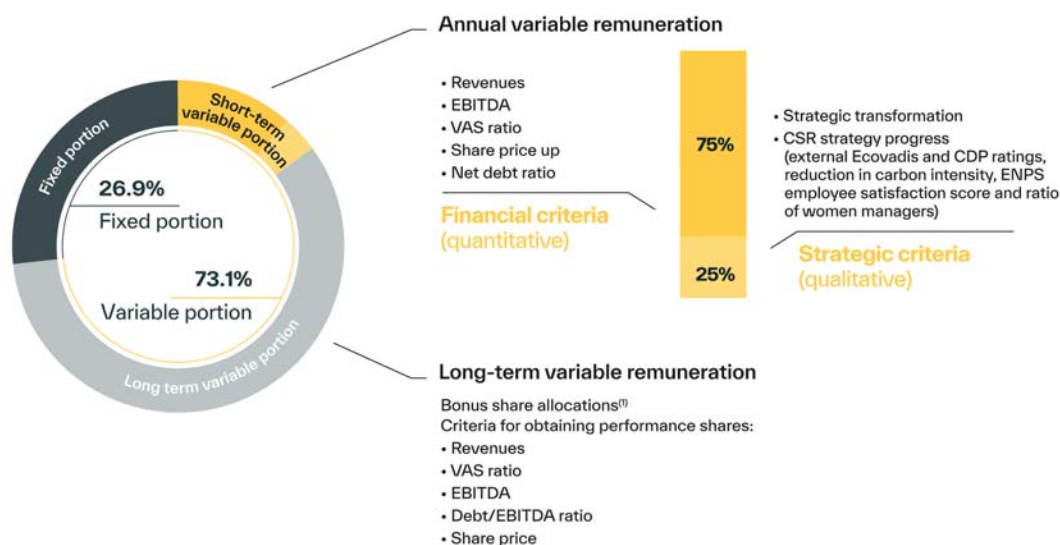 Annual variable remuneration
• Revenues
• EBITDA
• VAS ratio
• Share price up
• Net debt ratio
Financial criteria
(quantitative)
75%
25%
• Strategic transformation
• CSR strategy progress
(external Ecovadis and CDP ratings,
reduction in carbon intensity, ENPS
employee satisfaction score and ratio
of women managers)
Strategic criteria
(qualitative)
Fixed portion
Short-term
variable portion
Long term variable portion
26.9%
Fixed portion
73.1%
Variable portion
Long-term variable remuneration
Bonus share allocations(1)
Criteria for obtaining performance shares:
• Revenues
• VAS ratio
• EBITDA
• Debt/EBITDA ratio
• Share price